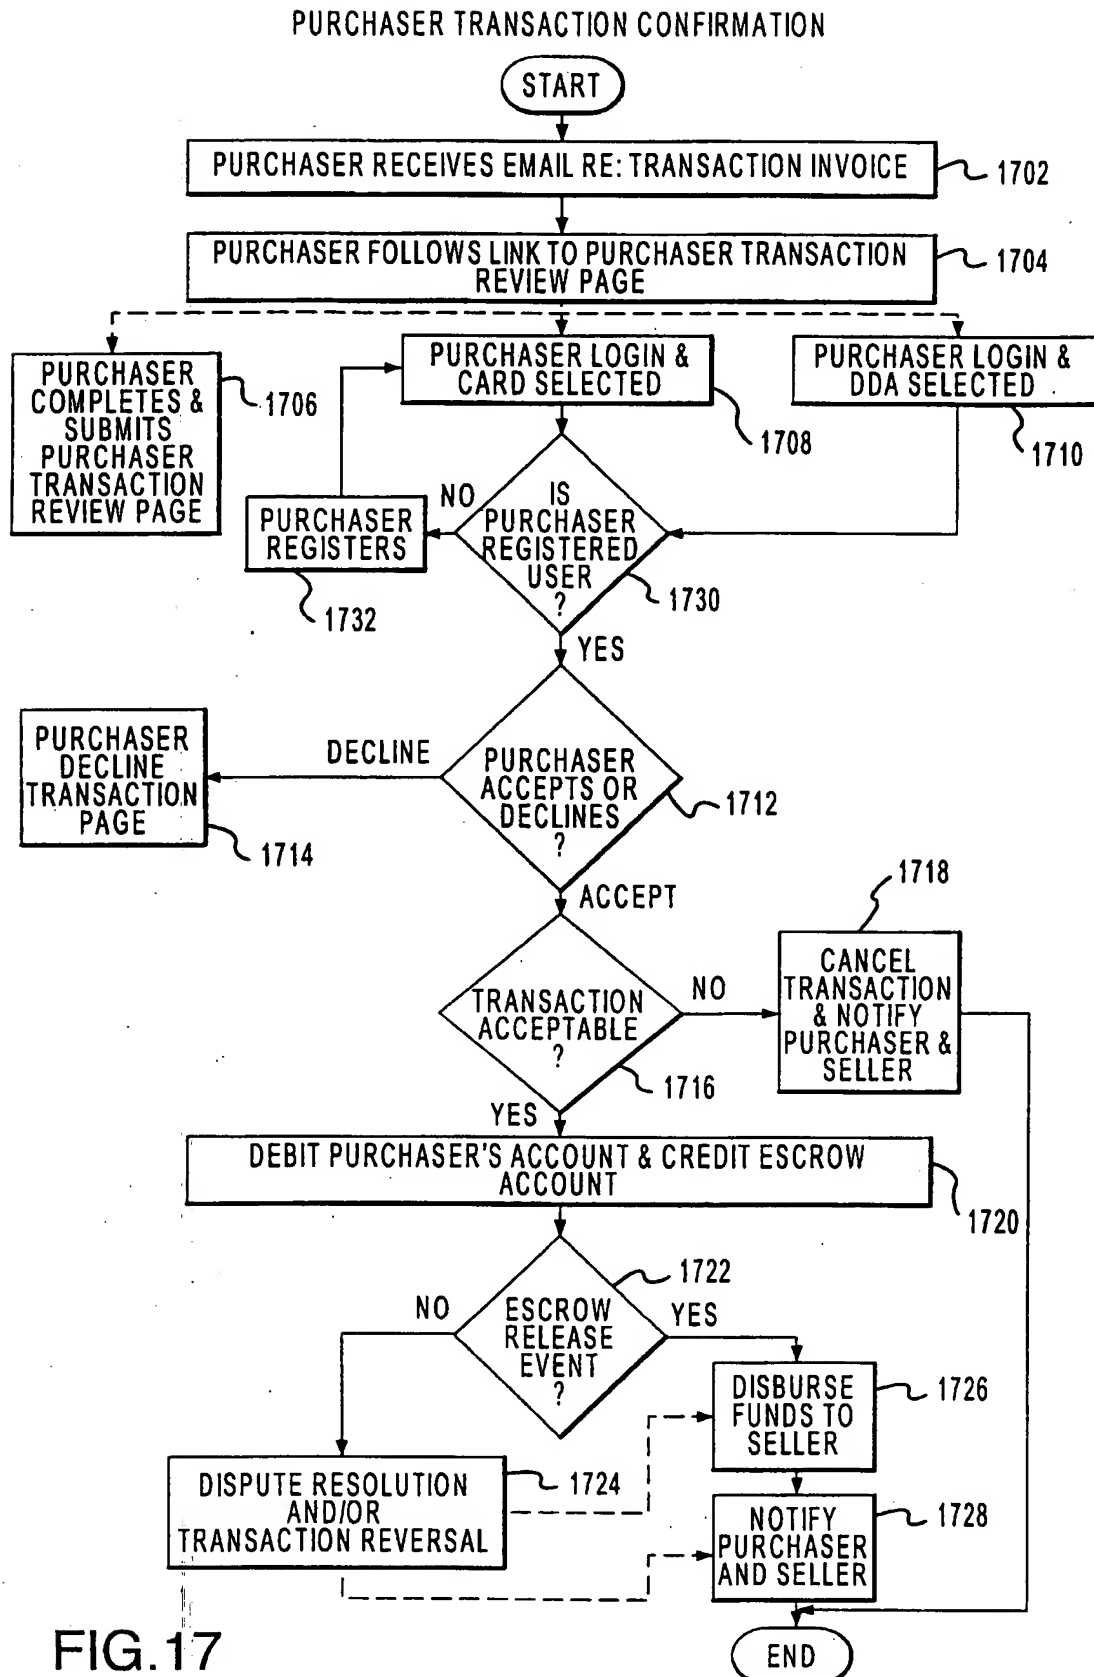 PURCHASER TRANSACTION CONFIRMATION
START
PURCHASER RECEIVES EMAIL RE: TRANSACTION INVOICE
1702
PURCHASER FOLLOWS LINK TO PURCHASER TRANSACTION
REVIEW PAGE
1704
PURCHASER
COMPLETES &
SUBMITS
PURCHASER
TRANSACTION
REVIEW PAGE
1706
PURCHASER LOGIN &
CARD SELECTED
1708
PURCHASER LOGIN &
DDA SELECTED
1710
NO
IS
PURCHASER
REGISTERED
USER
?
1730
PURCHASER
REGISTERS
1732
YES
PURCHASER
DECLINE
TRANSACTION
PAGE
1714
DECLINE
PURCHASER
ACCEPTS OR
DECLINES
?
1712
ACCEPT
TRANSACTION
ACCEPTABLE
?
1716
NO
1718
CANCEL
TRANSACTION
& NOTIFY
PURCHASER &
SELLER
YES
DEBIT PURCHASER'S ACCOUNT & CREDIT ESCROW
ACCOUNT
1720
NO
ESCROW
RELEASE
EVENT
?
1722
YES
DISBURSE
FUNDS TO
SELLER
1726
DISPUTE RESOLUTION
AND/OR
TRANSACTION REVERSAL
1724
NOTIFY
PURCHASER
AND SELLER
1728
END
FIG.17